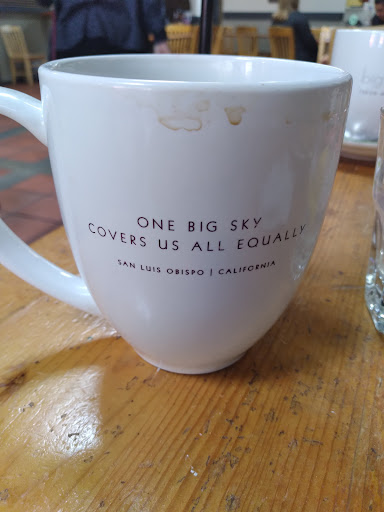 ONE BIG SKY
COVERS US ALL EQUALLY
SAN LUIS OBISPO | CALIFORNIA